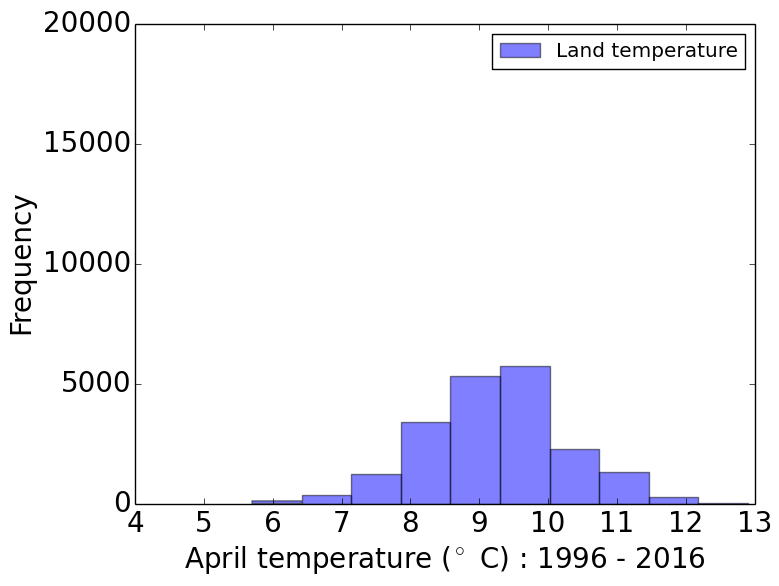 20000
Land temperature
15000
Frequency
10000
5000
0
4 5 6 7 8 9 10 11 12 13
April temperature (° C) : 1996 - 2016